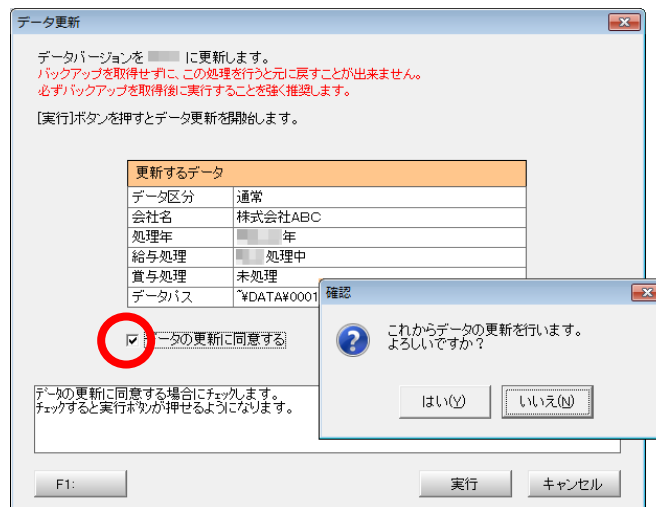 データ更新
データバージョンを に更新します。
バックアップを取得せずに、この処理を行うと元に戻すことが出来ません。
必ずバックアップを取得後に実行することを強く推奨します。
[実行]ボタンを押すとデータ更新を開始します。
更新するデータ
データ区分 通常
会社名 株式会社ABC
処理年 年
給与処理 処理中
賞与処理 未処理
データパス ~¥DATA¥0001
データの更新に同意する
確認
これからデータの更新を行います。
よろしいですか?
はい(Y) いいえ(N)
データの更新に同意する場合にチェックします。
チェックすると実行ボタンが押せるようになります。
F1: 実行 キャンセル